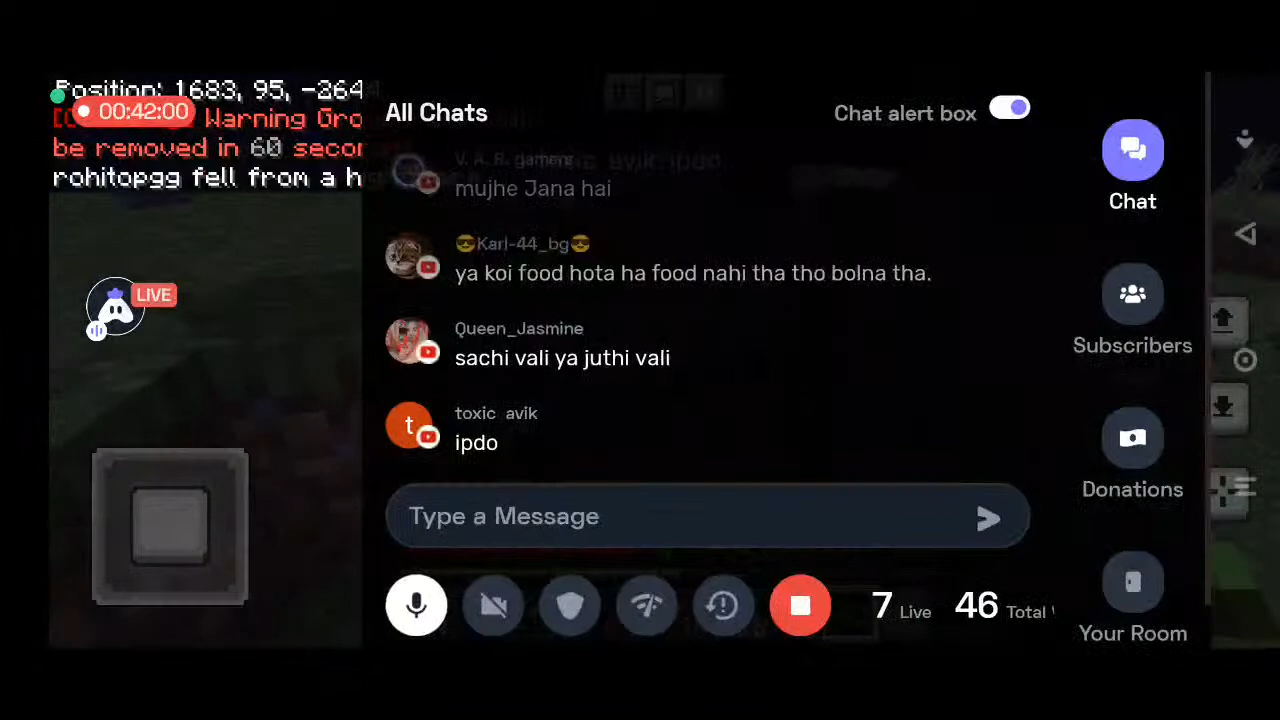 Position: 1683, 95, -264
00:42:00
Warning Gro
be removed in 60 secor
rohitopgg fell from a h
LIVE
All Chats
Chat alert box
V. A. B. gamers
mujhe Jana hai
😎Karl-44_bg😎
ya koi food hota ha food nahi tha tho bolna tha.
Queen_Jasmine
sachi vali ya juthi vali
toxic avik
t
ipdo
Type a Message
7 Live 46 Total
Chat
Subscribers
Donations
Your Room